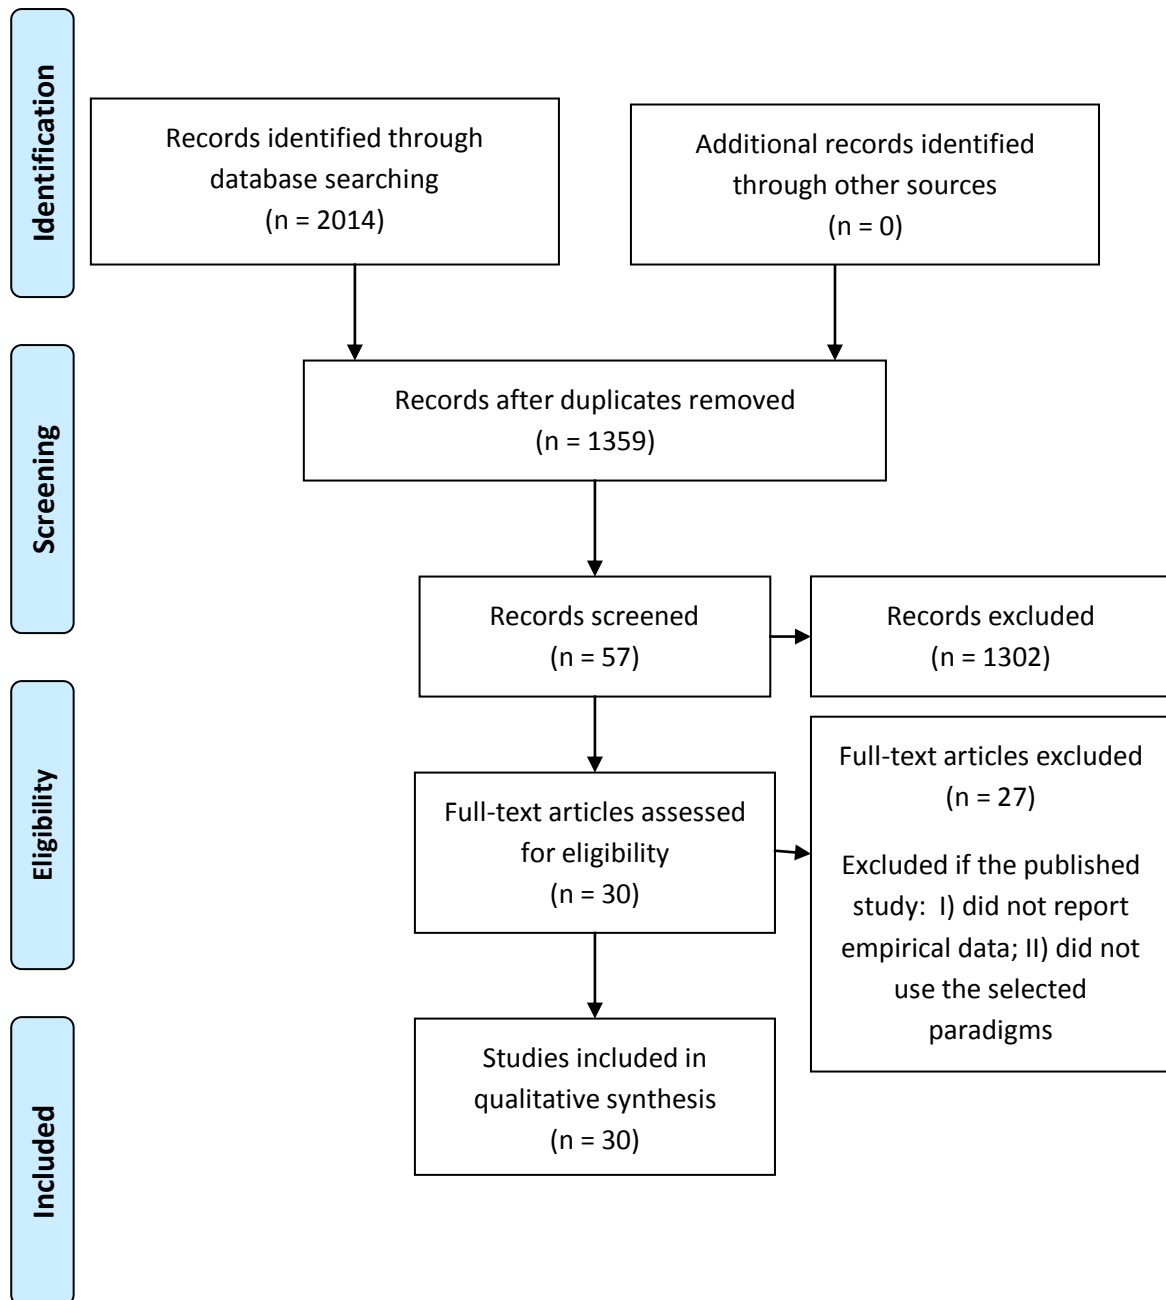 Identification
Records identified through
database searching
(n = 2014)
Additional records identified
through other sources
(n = 0)
Screening
Records after duplicates removed
(n = 1359)
Records screened
(n = 57)
Records excluded
(n = 1302)
Eligibility
Full-text articles assessed
for eligibility
(n = 30)
Full-text articles excluded
(n = 27)
Excluded if the published
study:  I) did not report
empirical data; II) did not
use the selected
paradigms
Included
Studies included in
qualitative synthesis
(n = 30)